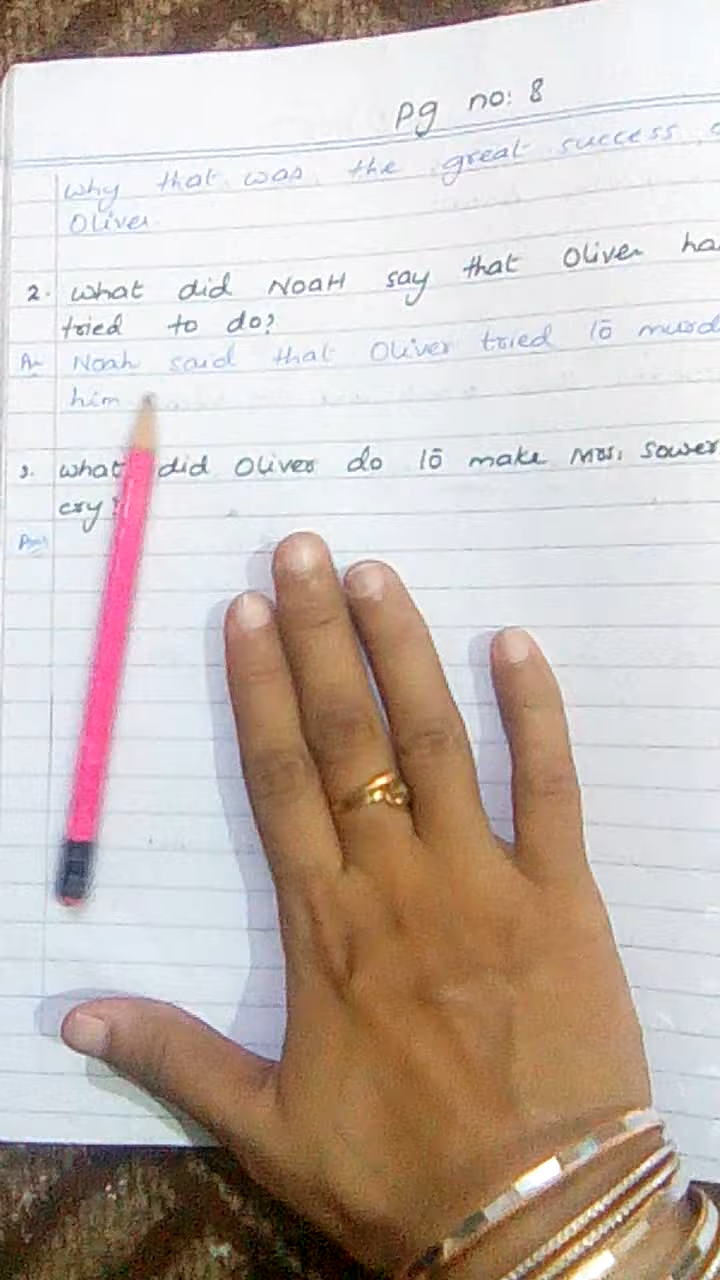 Pg no: 8
why that was the great success
Oliver
2. What did NOAH say that Oliver ha
tried to do?
A- Noah said that Oliver tried to murd
him
3. What did Oliver do to make Mrs. Sower
cry?
Ans